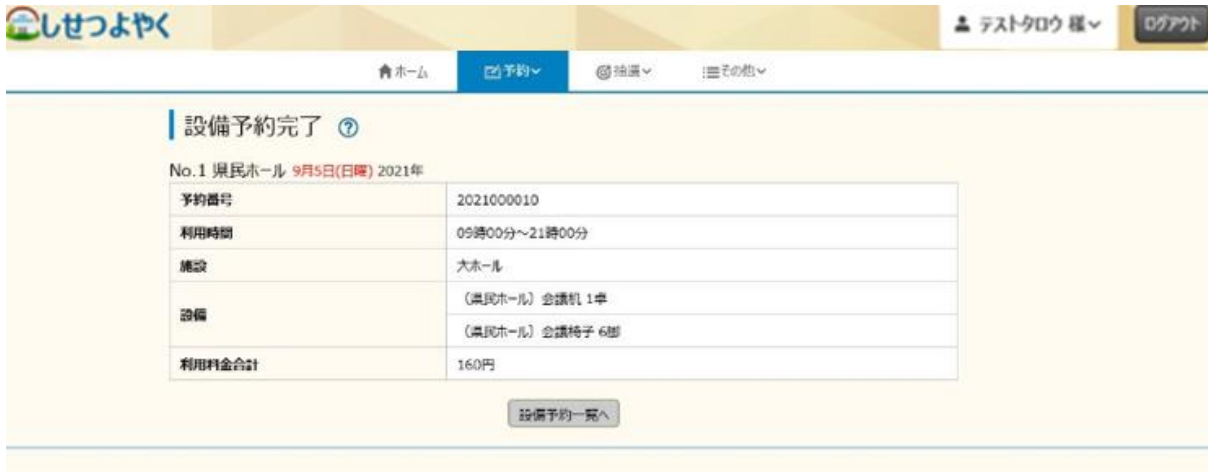 しせつよやく
テストタロウ 様
ログアウト
ホーム
予約
抽選
その他
設備予約完了 ?
No.1 県民ホール 9月5日(日曜) 2021年
予約番号 2021000010
利用時間 09時00分～21時00分
施設 大ホール
設備
（県民ホール）会議机 1卓
（県民ホール）会議椅子 6脚
利用料金合計 160円
設備予約一覧へ